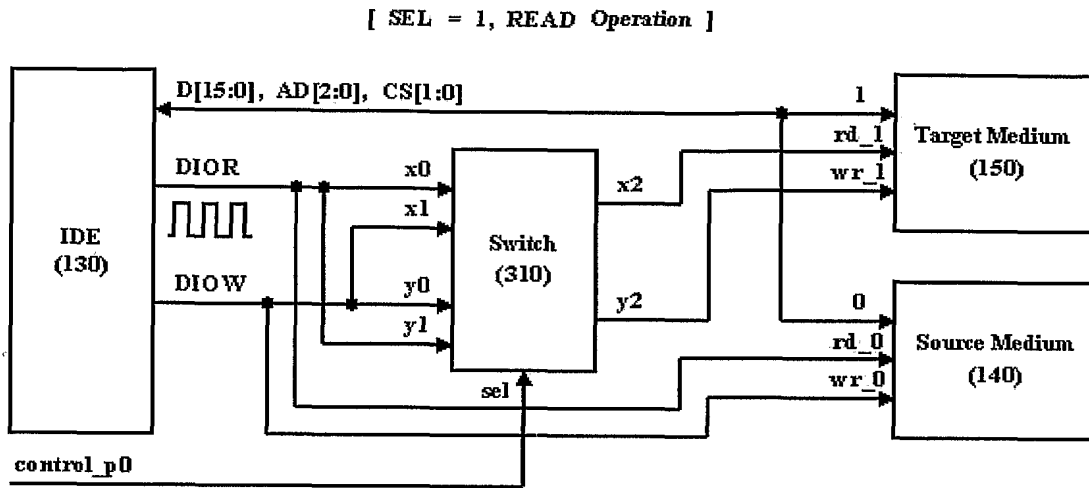 [ SEL = 1, READ Operation ]
D[15:0], AD[2:0], CS[1:0]
1
Target Medium
(150)
rd_1
wr_1
DIOR
x0
x1
x2
IDE
(130)
Switch
(310)
DIOW
y0
y1
y2
0
Source Medium
(140)
rd_0
wr_0
sel
control_p0